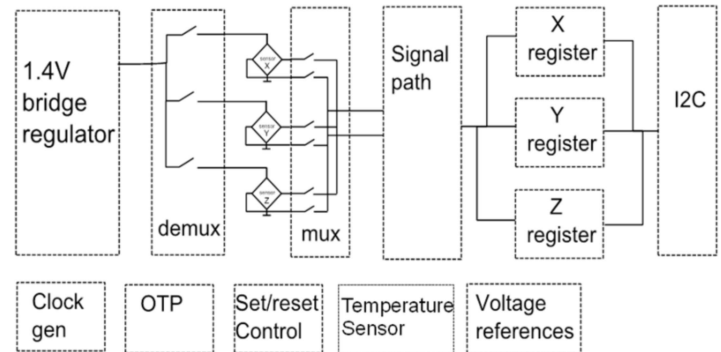 1.4V
bridge
regulator
demux
sensor
X
sensor
Y
sensor
Z
mux
Signal
path
X
register
Y
register
Z
register
I2C
Clock
gen
OTP
Set/reset
Control
Temperature
Sensor
Voltage
references